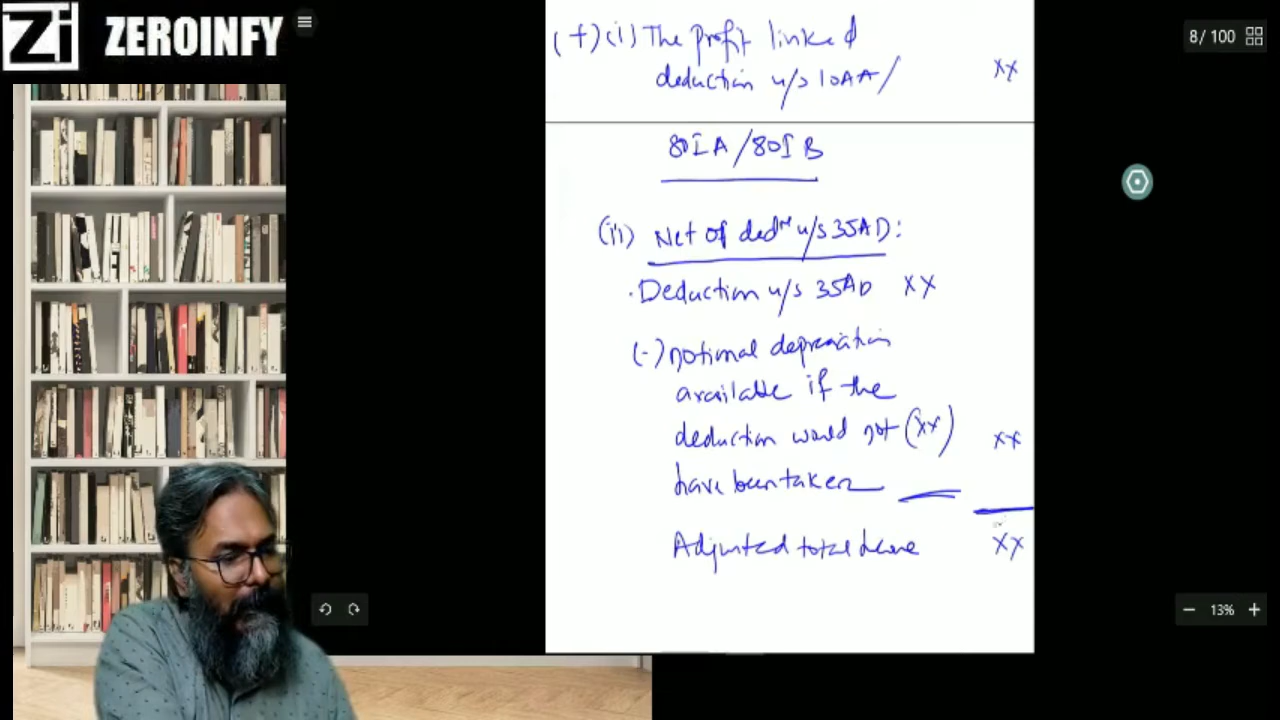 Zi ZEROINFY
8/100
(+)(i) The profit linked
deduction u/s 10AA/ XX
80IA/80IB
(ii) Net of dedn u/s 35AD:
· Deduction u/s 35AD XX
(-) notional depreciation
available if the
deduction would not (XX) XX
have been taken
Adjusted total XX
13%